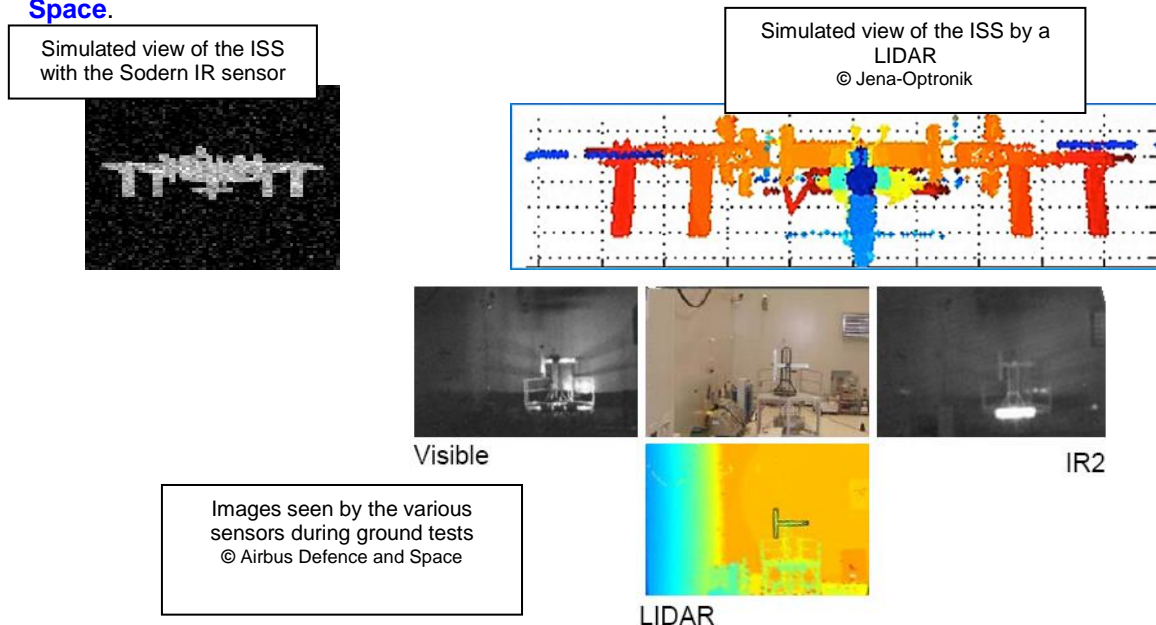 Space.
Simulated view of the ISS
with the Sodern IR sensor
Simulated view of the ISS by a
LIDAR
© Jena-Optronik
Visible
IR2
Images seen by the various
sensors during ground tests
© Airbus Defence and Space
LIDAR